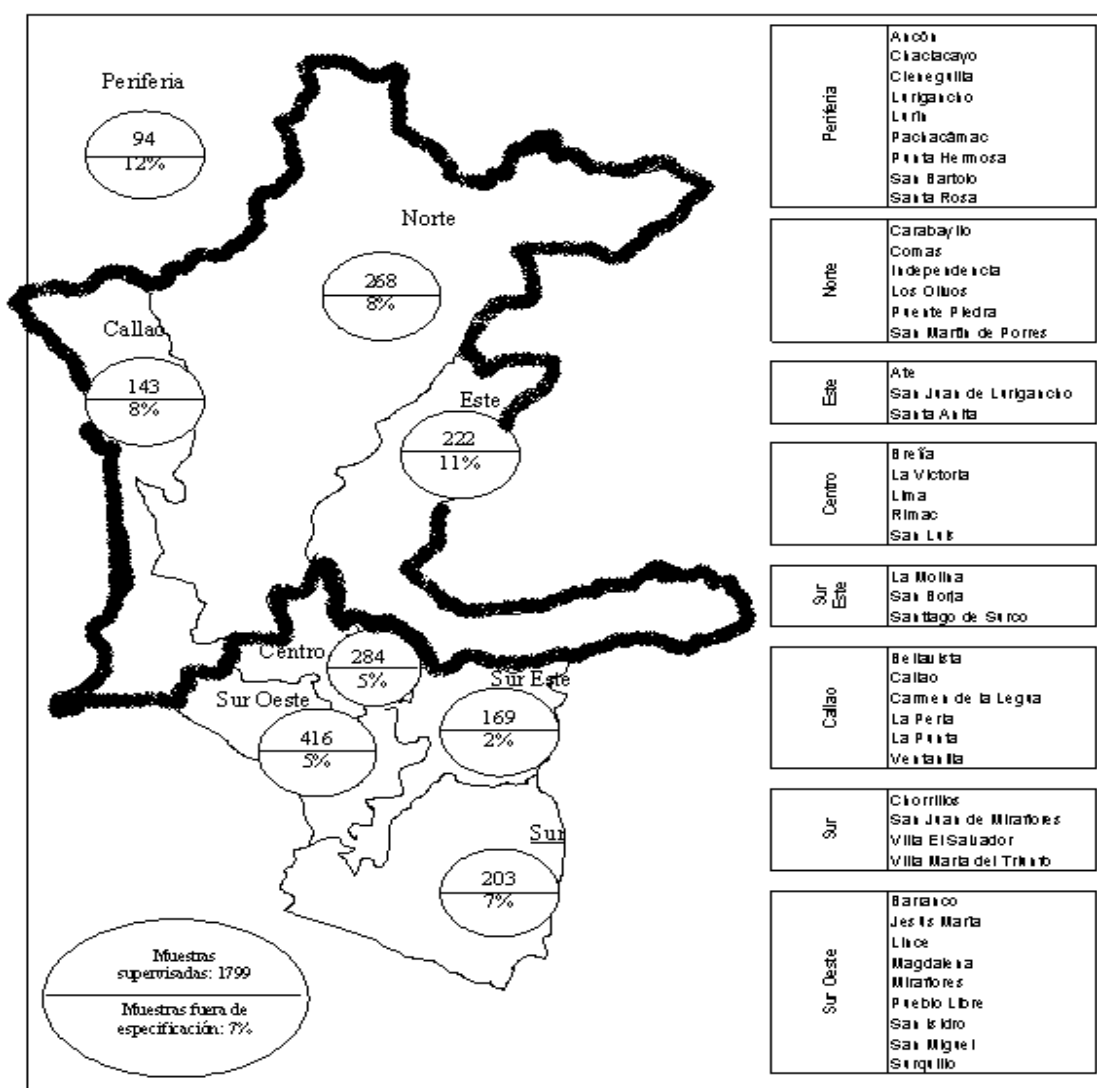 Periferia
94
12%
Norte
268
8%
Callao
143
8%
Este
222
11%
Centro
284
5%
Sur Este
169
2%
Sur Oeste
416
5%
Sur
203
7%
Muestras
supervisadas: 1799
Muestras fuera de
especificación: 7%
Periferia
Ancón
Chaclacayo
Cieneguilla
Lurigancho
Lurín
Pachacámac
Punta Hermosa
San Bartolo
Santa Rosa
Norte
Carabayllo
Comas
Independencia
Los Olivos
Puente Piedra
San Martín de Porres
Este
Ate
San Juan de Lurigancho
Santa Anita
Centro
Breña
La Victoria
Lima
Rimac
San Luis
Sur
Este
La Molina
San Borja
Santiago de Surco
Callao
Bellavista
Callao
Carmen de la Legua
La Perla
La Punta
Ventanilla
Sur
Chorrillos
San Juan de Miraflores
Villa El Salvador
Villa María del Triunfo
Sur Oeste
Barranco
Jesús María
Lince
Magdalena
Miraflores
Pueblo Libre
San Isidro
San Miguel
Surquillo